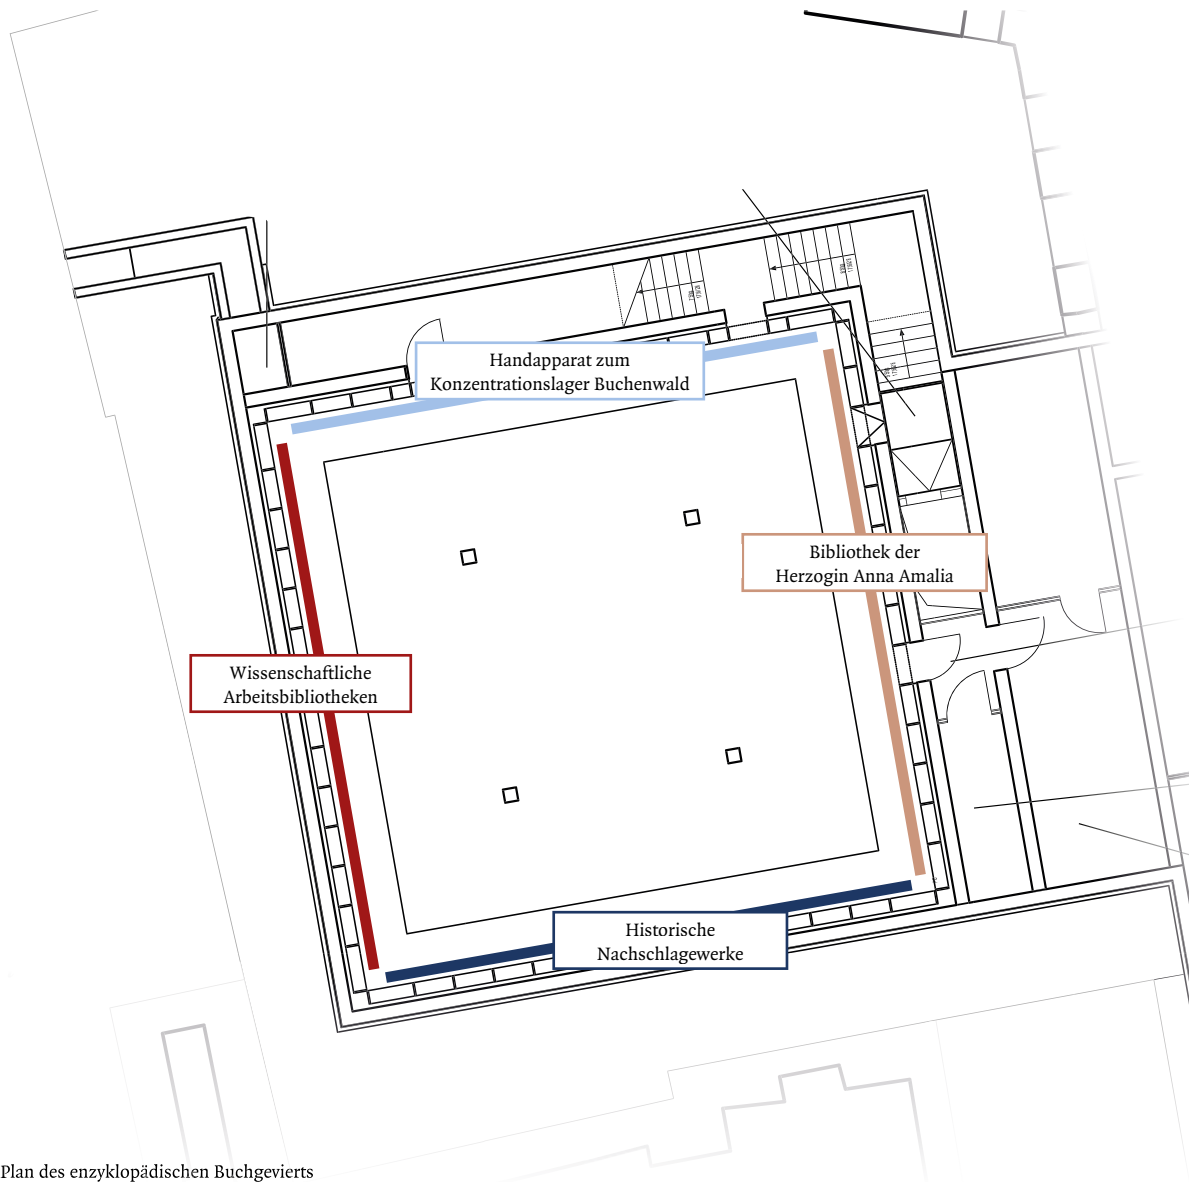 Handapparat zum
Konzentrationslager Buchenwald
Bibliothek der
Herzogin Anna Amalia
Wissenschaftliche
Arbeitsbibliotheken
Historische
Nachschlagewerke
Plan des enzyklopädischen Buchgevierts